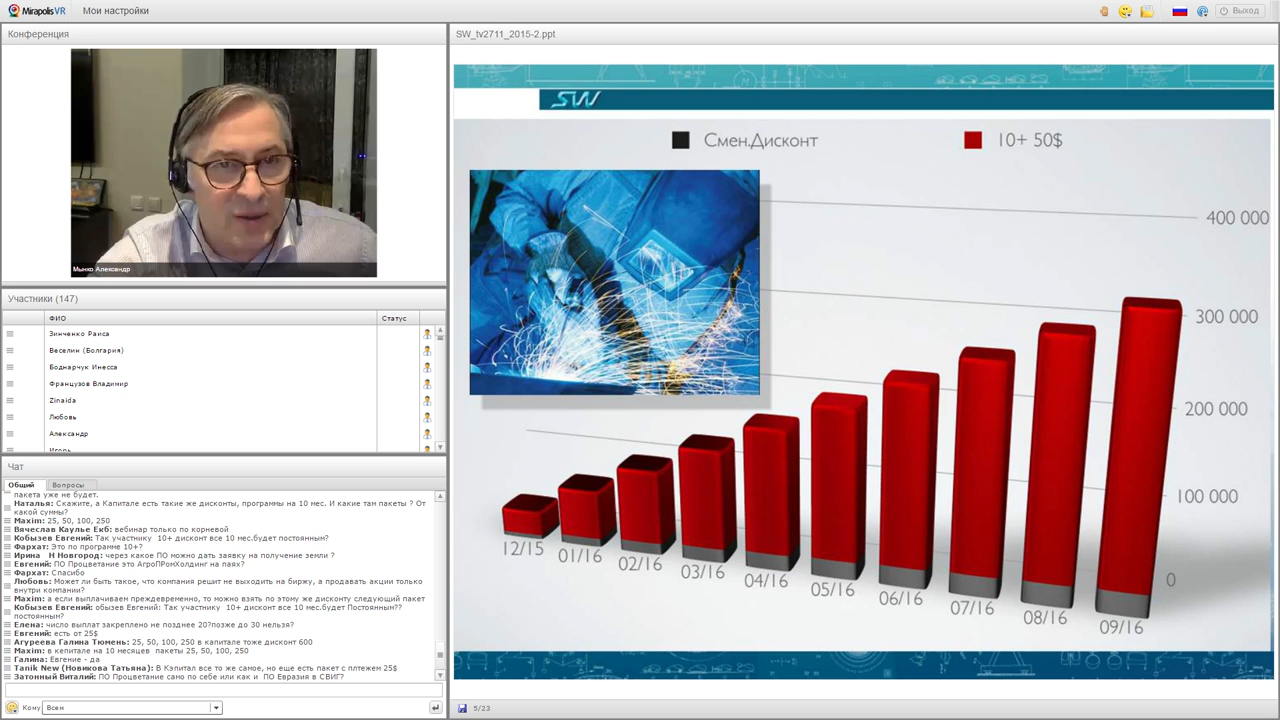 Mirapolis VR
Мои настройки
Выход
Конференция
Мынко Александр
Участники (147)
ФИО
Статус
Зинченко Раиса
Веселин (Болгария)
Боднарчук Инесса
Французов Владимир
Zinaida
Любовь
Александр
Игорь
Чат
Общий
Вопросы
пакета уже не будет.
Наталья: Скажите, а Капитале есть такие же дисконты, программы на 10 мес. И какие там пакеты ? От
какой суммы?
Maxim: 25, 50, 100, 250
Вячеслав Каулье Екб: вебинар только по корневой
Кобызев Евгений: Так участнику 10+ дисконт все 10 мес.будет постоянным?
Фархат: Это по программе 10+?
Ирина Н Новгород: через какое ПО можно дать заявку на получение земли ?
Евгений: ПО Процветание это АгроПРомХолдинг на паях?
Фархат: Спасибо
Любовь: Может ли быть такое, что компания решит не выходить на биржу, а продавать акции только
внутри компании?
Maxim: а если выплачиваем преждевременно, то можно взять по этому же дисконту следующий пакет
Кобызев Евгений: обызев Евгений: Так участнику 10+ дисконт все 10 мес.будет Постоянным??
постоянным?
Елена: число выплат закреплено не позднее 20?позже до 30 нельзя?
Евгений: есть от 25$
Агуреева Галина Тюмень: 25, 50, 100, 250 в капитале тоже дисконт 600
Maxim: в кепитале на 10 месяцев пакеты 25, 50, 100, 250
Галина: Евгение - да
Tanik New (Новикова Татьяна): В Кэпитал все то же самое, но еще есть пакет с плтежем 25$
Затонный Виталий: ПО Процветание само по себе или как и ПО Евразия в СВИГ?
Кому
Всем
SW_tv2711_2015-2.ppt
SW
Смен.Дисконт
10+ 50$
400 000
300 000
200 000
100 000
0
12/15
01/16
02/16
03/16
04/16
05/16
06/16
07/16
08/16
09/16
5/23